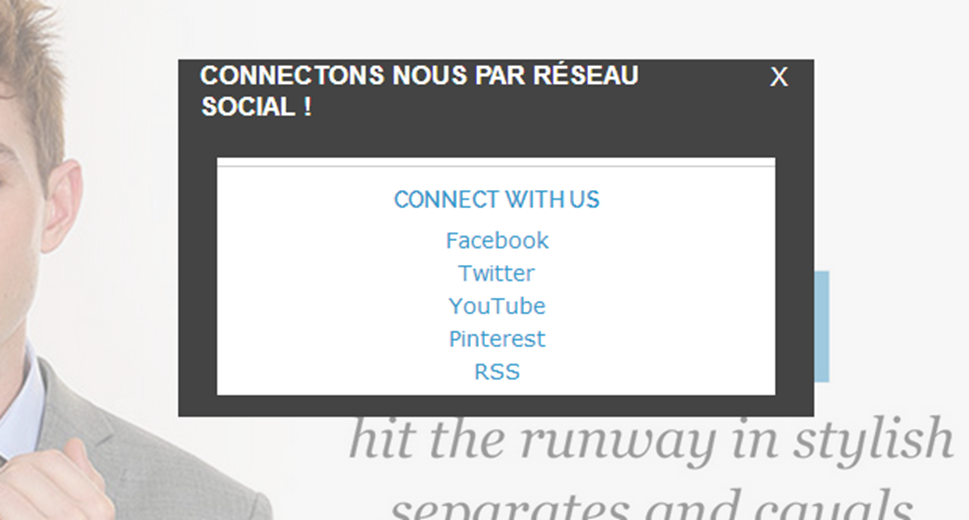 CONNECTONS NOUS PAR RÉSEAU
SOCIAL !
X
CONNECT WITH US
Facebook
Twitter
YouTube
Pinterest
RSS
hit the runway in stylish
separates and cauals